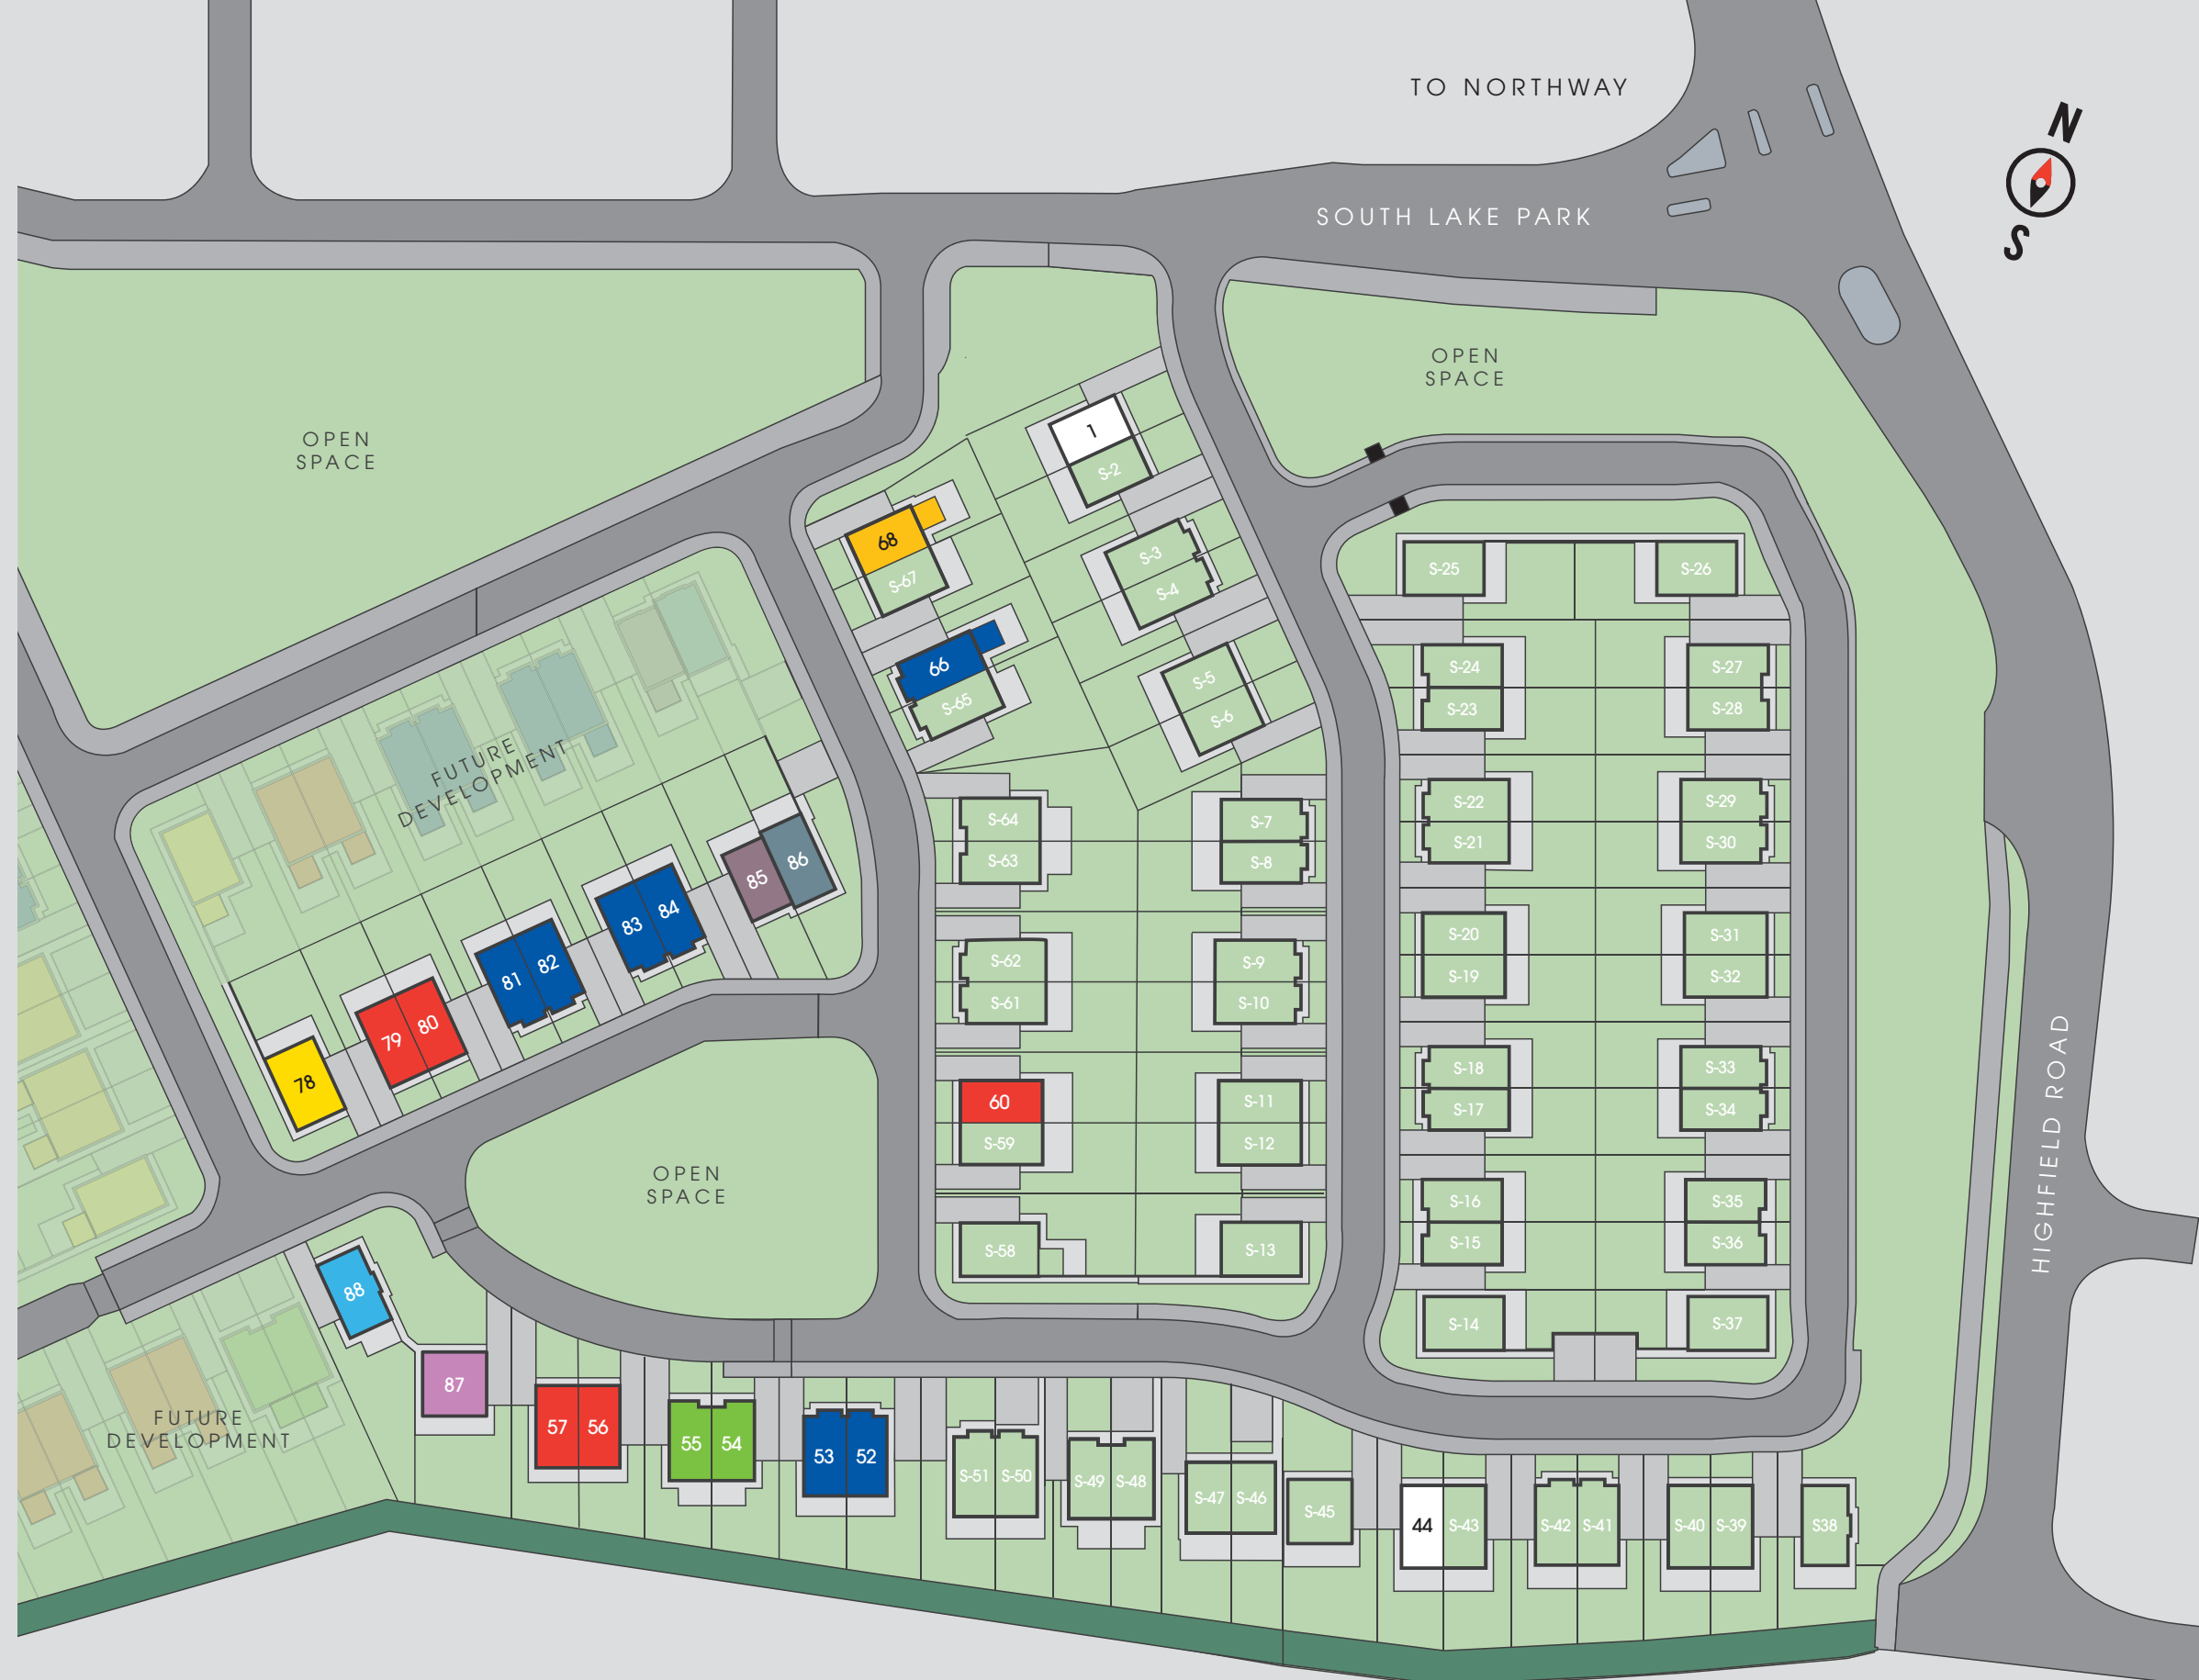 TO NORTHWAY
N
SOUTH LAKE PARK
S
OPEN
SPACE
OPEN
SPACE
1
S-2
68
S-67
S-3
S-4
66
S-65
S-5
S-6
S-25
S-26
S-24
S-23
S-27
S-28
FUTURE
DEVELOPMENT
S-64
S-63
S-7
S-8
S-22
S-21
S-29
S-30
85
86
83
84
81
82
79
80
78
S-62
S-61
S-9
S-10
S-20
S-19
S-31
S-32
60
S-59
S-11
S-12
S-18
S-17
S-33
S-34
HIGHFIELD ROAD
OPEN
SPACE
S-58
S-13
S-16
S-15
S-35
S-36
S-14
S-37
88
87
FUTURE
DEVELOPMENT
57 56
55 54
53 52
S-51 S-50
S-49 S-48
S-47 S-46
S-45
44 S-43
S-42 S-41
S-40 S-39
S38